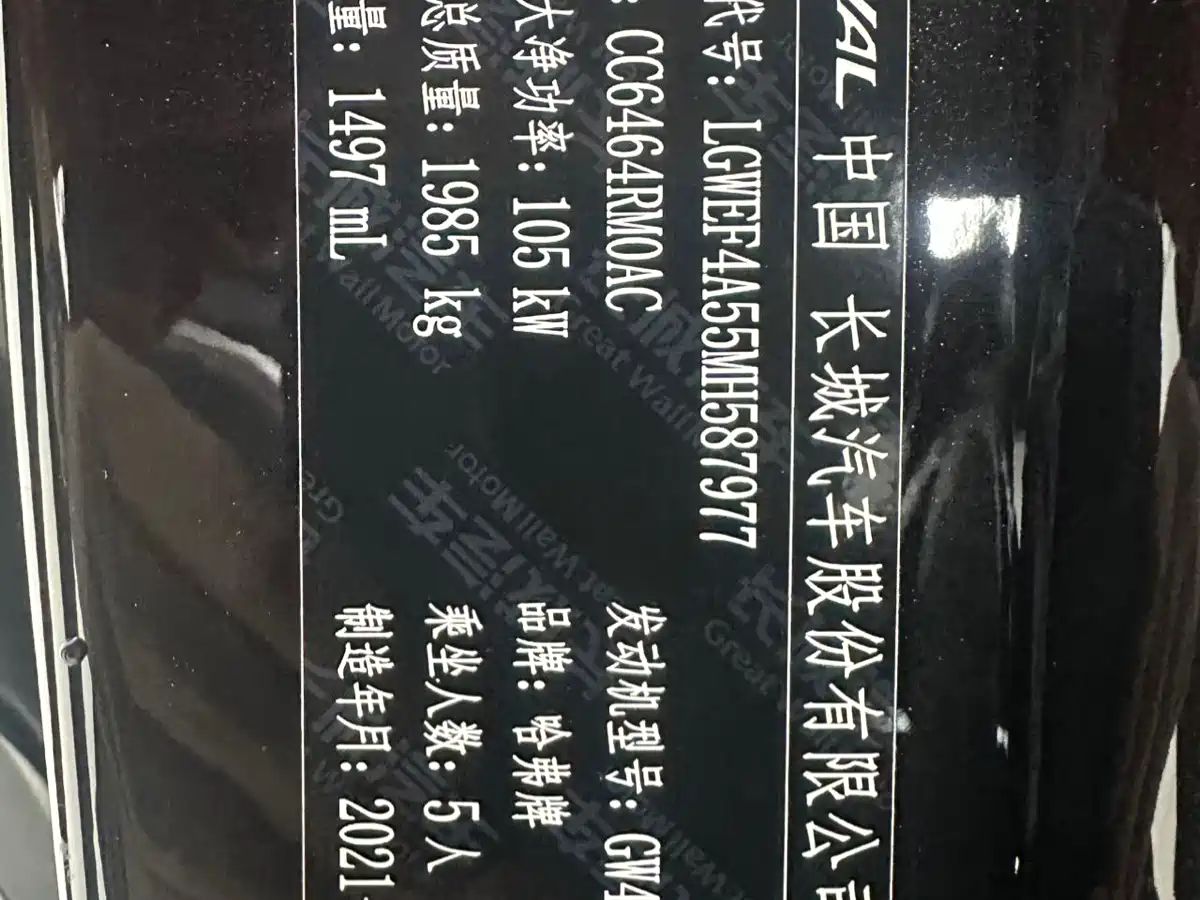 VAL 中国 长城汽车股份有限公司
代号: LGWEF4A55MH587977
: CC6464RM0AC 发动机型号: GW4
大净功率: 105 kW 品牌: 哈弗牌
总质量: 1985 kg 乘坐人数: 5 人
量: 1497 mL 制造年月: 2021